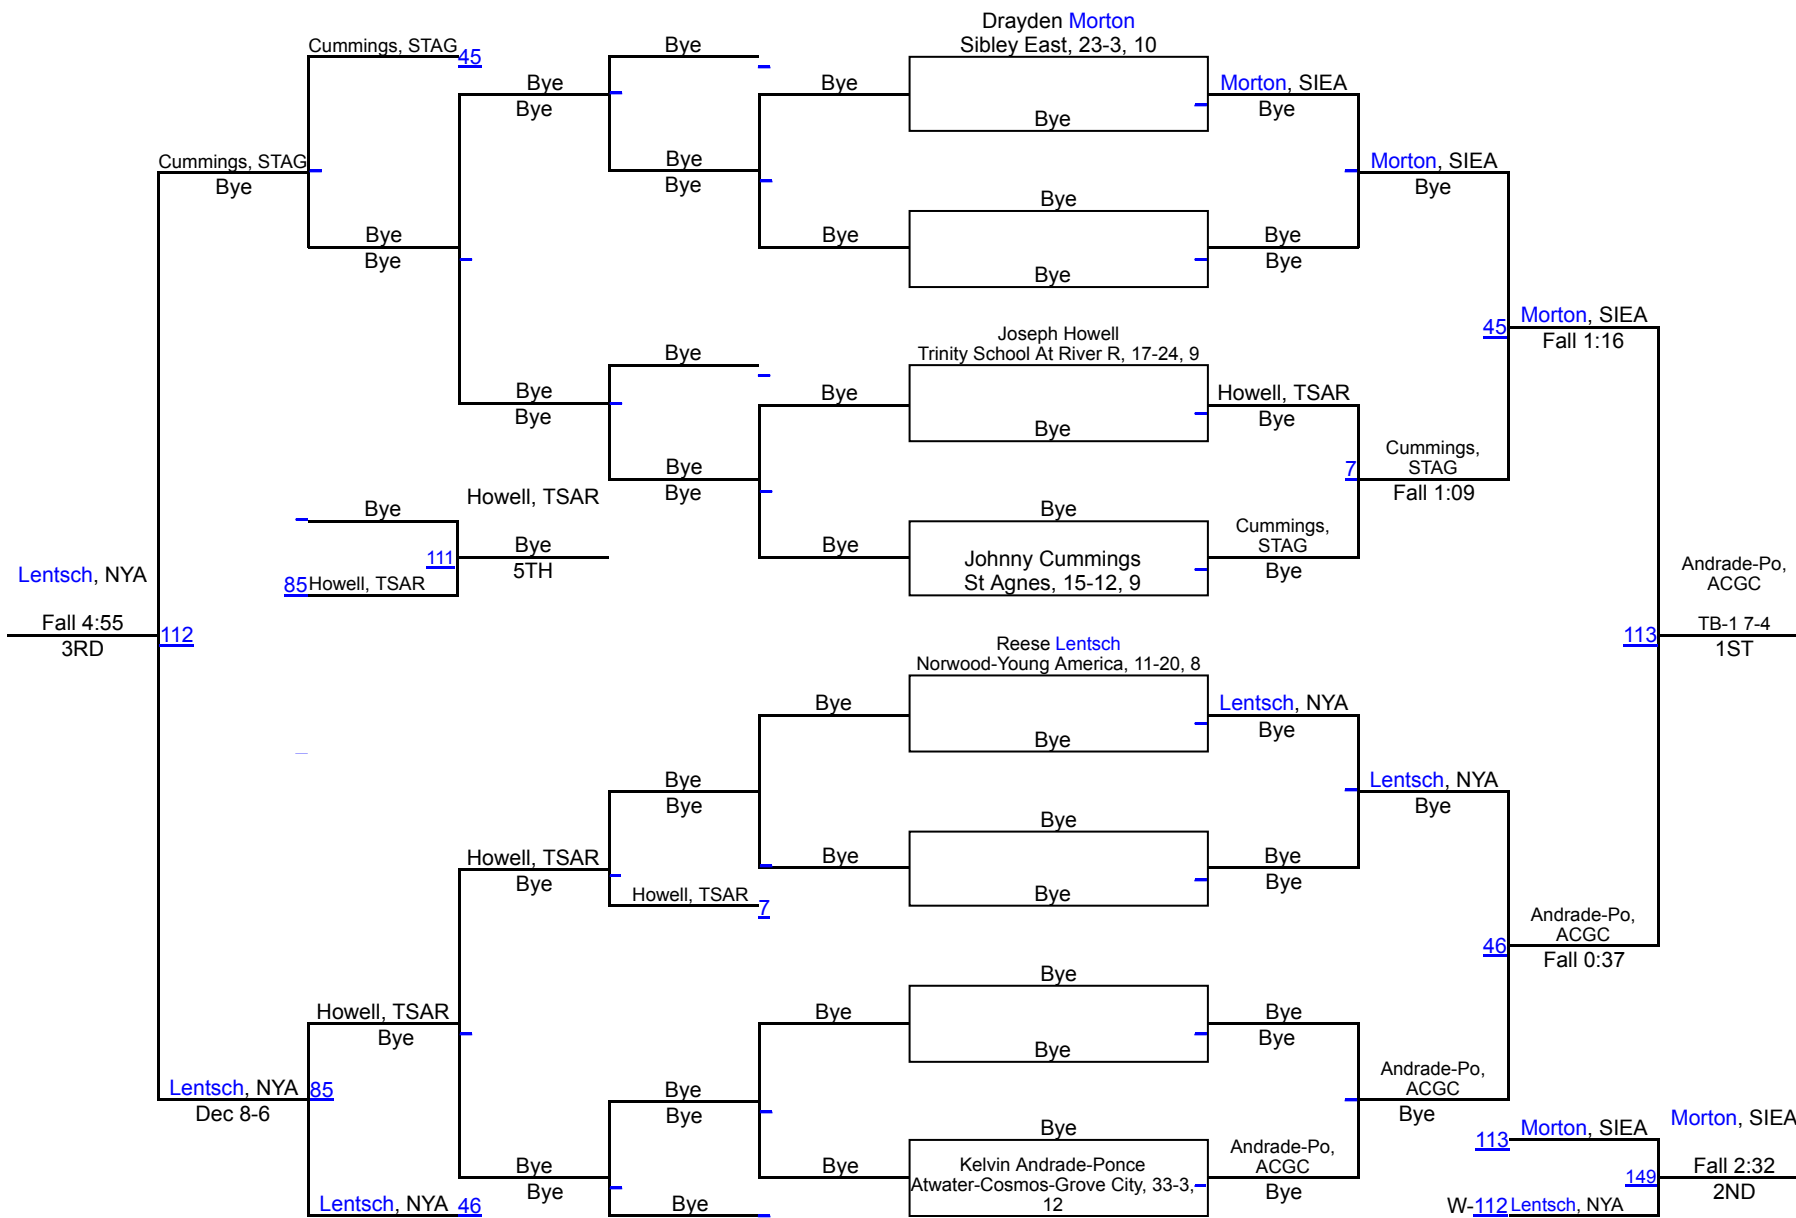 Drayden Morton
Sibley East, 23-3, 10
Cummings, STAG
45
Bye
Bye
Bye
Bye
Morton, SIEA
Bye
Bye
Cummings, STAG
Bye
Bye
Bye
Morton, SIEA
Bye
Bye
Bye
Bye
Bye
Bye
Bye
Bye
Bye
Joseph Howell
Trinity School At River R, 17-24, 9
45
Morton, SIEA
Fall 1:16
Bye
Bye
Bye
Bye
Howell, TSAR
Bye
Bye
Bye
Bye
7
Cummings,
STAG
Fall 1:09
Bye
Howell, TSAR
111
Bye
5TH
85
Howell, TSAR
Bye
Bye
Johnny Cummings
St Agnes, 15-12, 9
Cummings,
STAG
Bye
Lentsch, NYA
Fall 4:55
3RD
112
Andrade-Po,
ACGC
113
TB-1 7-4
1ST
Reese Lentsch
Norwood-Young America, 11-20, 8
Bye
Bye
Lentsch, NYA
Bye
Bye
Bye
Lentsch, NYA
Bye
Howell, TSAR
Bye
Howell, TSAR
7
Bye
Bye
Bye
Bye
Bye
46
Andrade-Po,
ACGC
Fall 0:37
Bye
Bye
Bye
Bye
Bye
Howell, TSAR
Bye
Lentsch, NYA
85
Dec 8-6
Bye
Bye
Andrade-Po,
ACGC
Bye
Bye
Bye
Bye
Bye
Kelvin Andrade-Ponce
Atwater-Cosmos-Grove City, 33-3,
12
Andrade-Po,
ACGC
Bye
Lentsch, NYA
46
Bye
113
Morton, SIEA
Morton, SIEA
149
Fall 2:32
2ND
W-112
Lentsch, NYA